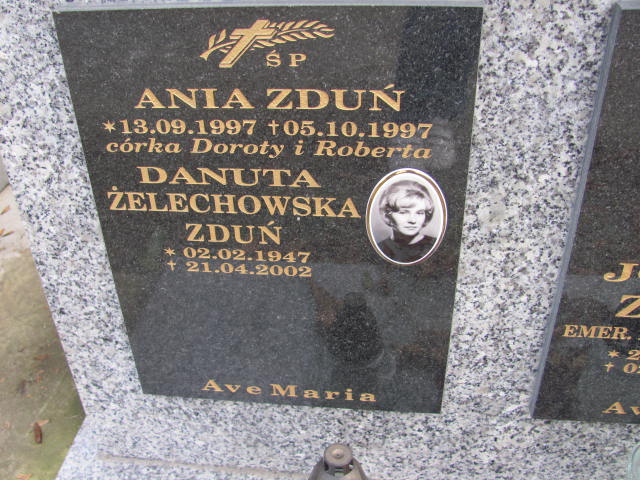 ŚP
ANIA ZDUŃ
*13.09.1997 †05.10.1997
córka Doroty i Roberta
DANUTA
ŻELECHOWSKA
ZDUŃ
* 02.02.1947
† 21.04.2002
Ave Maria
EMER.